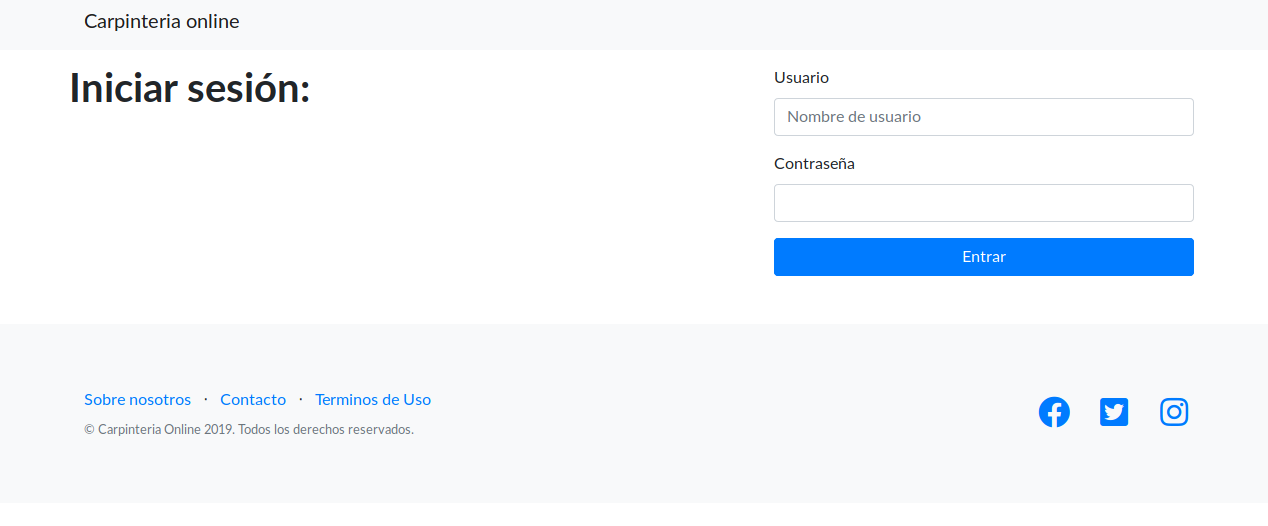 Carpinteria online
Iniciar sesión:
Usuario
Nombre de usuario
Contraseña
Entrar
Sobre nosotros · Contacto · Terminos de Uso
© Carpinteria Online 2019. Todos los derechos reservados.